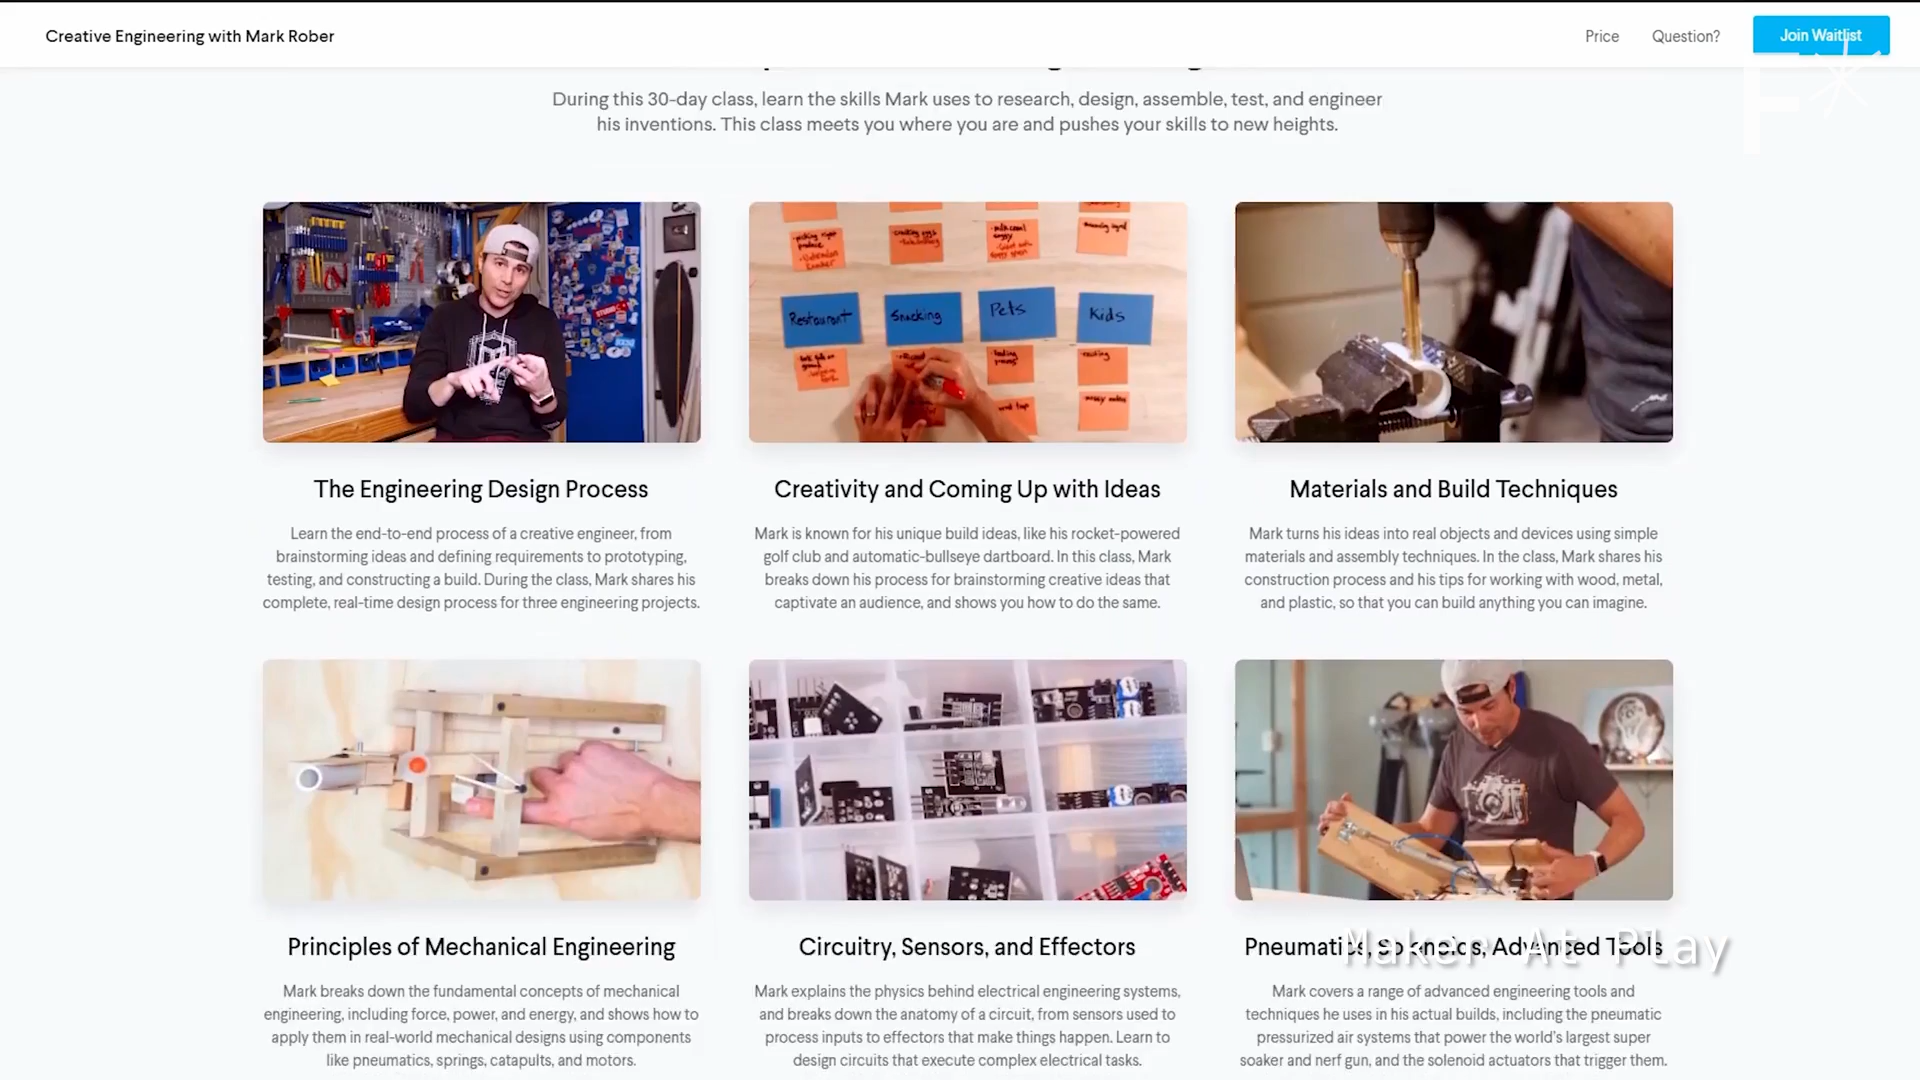 Creative Engineering with Mark Rober
Price
Question?
Join Waitlist
During this 30-day class, learn the skills Mark uses to research, design, assemble, test, and engineer
his inventions. This class meets you where you are and pushes your skills to new heights.
Restaurant
Snacking
Pets
Kids
The Engineering Design Process
Learn the end-to-end process of a creative engineer, from
brainstorming ideas and defining requirements to prototyping,
testing, and constructing a build. During the class, Mark shares his
complete, real-time design process for three engineering projects.
Creativity and Coming Up with Ideas
Mark is known for his unique build ideas, like his rocket-powered
golf club and automatic-bullseye dartboard. In this class, Mark
breaks down his process for brainstorming creative ideas that
captivate an audience, and shows you how to do the same.
Materials and Build Techniques
Mark turns his ideas into real objects and devices using simple
materials and assembly techniques. In the class, Mark shares his
construction process and his tips for working with wood, metal,
and plastic, so that you can build anything you can imagine.
Principles of Mechanical Engineering
Mark breaks down the fundamental concepts of mechanical
engineering, including force, power, and energy, and shows how to
apply them in real-world mechanical designs using components
like pneumatics, springs, catapults, and motors.
Circuitry, Sensors, and Effectors
Mark explains the physics behind electrical engineering systems,
and breaks down the anatomy of a circuit, from sensors used to
process inputs to effectors that make things happen. Learn to
design circuits that execute complex electrical tasks.
Pneumatics, Solenoids, Advanced Tools
Maker At Play
Mark covers a range of advanced engineering tools and
techniques he uses in his actual builds, including the pneumatic
pressurized air systems that power the world's largest super
soaker and nerf gun, and the solenoid actuators that trigger them.